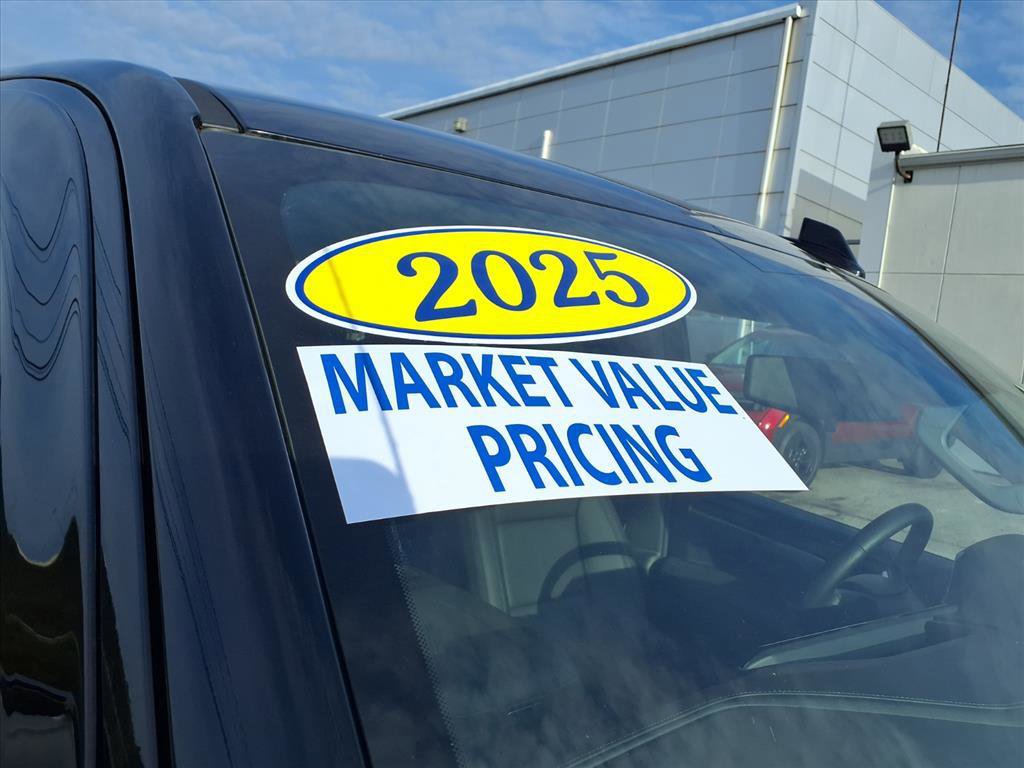 2025
MARKET VALUE
PRICING